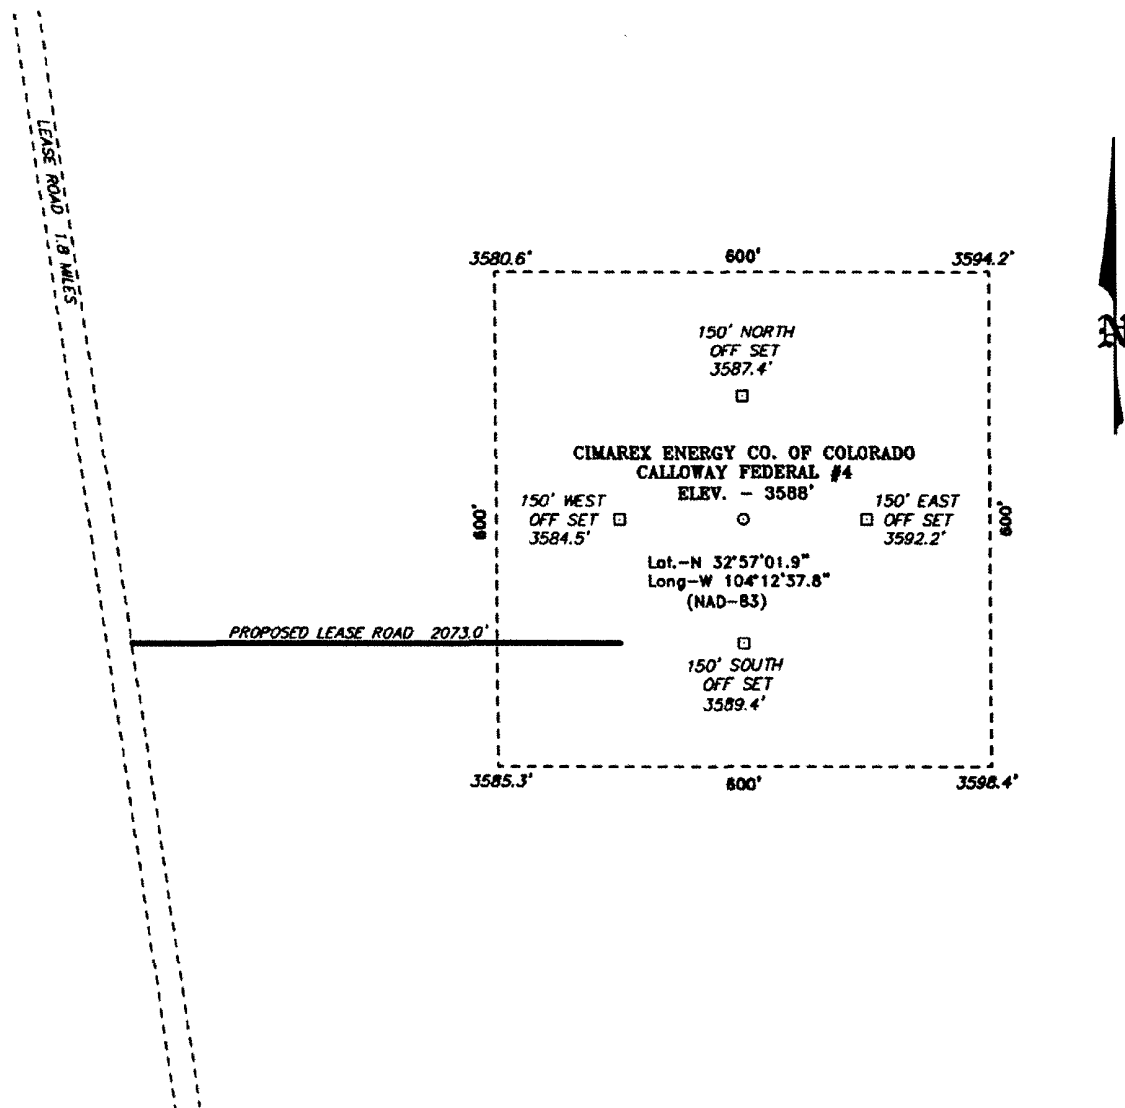 LEASE ROAD 1.8 MILES
3580.6'
600'
3594.2'
150' NORTH
OFF SET
3587.4'
N
CIMAREX ENERGY CO. OF COLORADO
CALLOWAY FEDERAL #4
ELEV. - 3588'
600'
150' WEST
OFF SET
3584.5'
150' EAST
OFF SET
3592.2'
600'
Lat.-N 32°57'01.9"
Long-W 104°12'37.8"
(NAD-83)
PROPOSED LEASE ROAD 2073.0'
150' SOUTH
OFF SET
3589.4'
3585.3'
600'
3598.4'